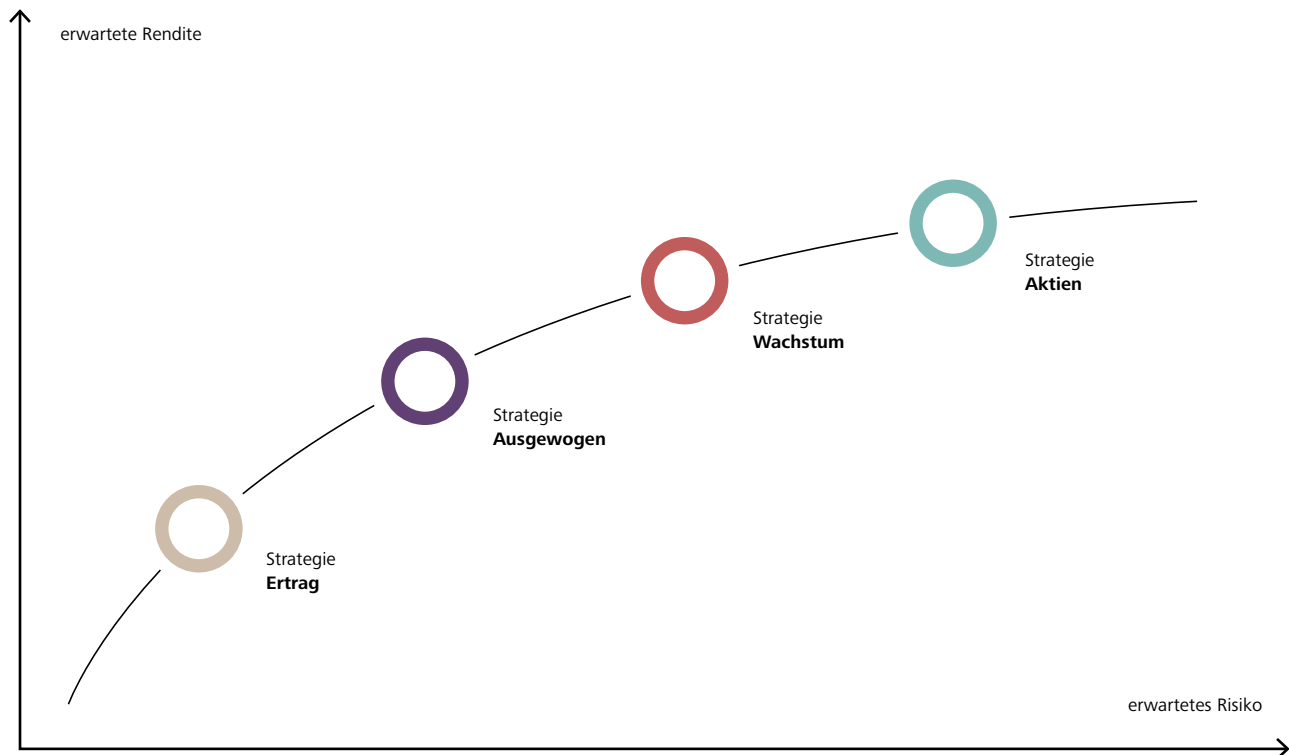 erwartete Rendite
Strategie
Aktien
Strategie
Wachstum
Strategie
Ausgewogen
Strategie
Ertrag
erwartetes Risiko